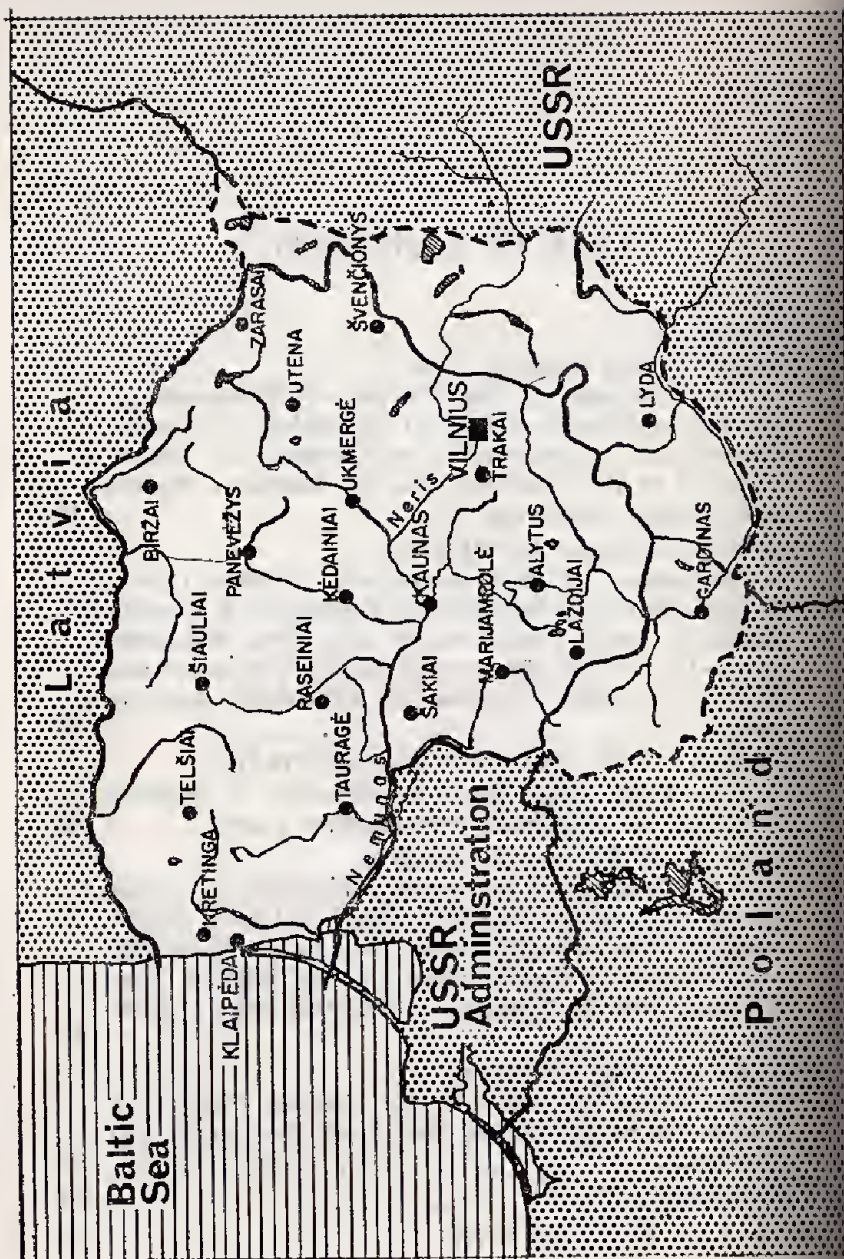 Latvia
Baltic
Sea
BIRŽAI
TELŠIAI
ŠIAULIAI
KRETINGA
KLAIPĖDA
PANEVĖŽYS
ZARASAI
UTENA
RASEINIAI
KĖDAINIAI
TAURAGĖ
UKMERGĖ
ŠVENČIONYS
Nemunas
Neris
KAUNAS
ŠAKIAI
VILNIUS
USSR
Administration
MARIJAMPOLĖ
TRAKAI
ALYTUS
USSR
LAZDIJAI
LYDA
GARDINAS
Poland